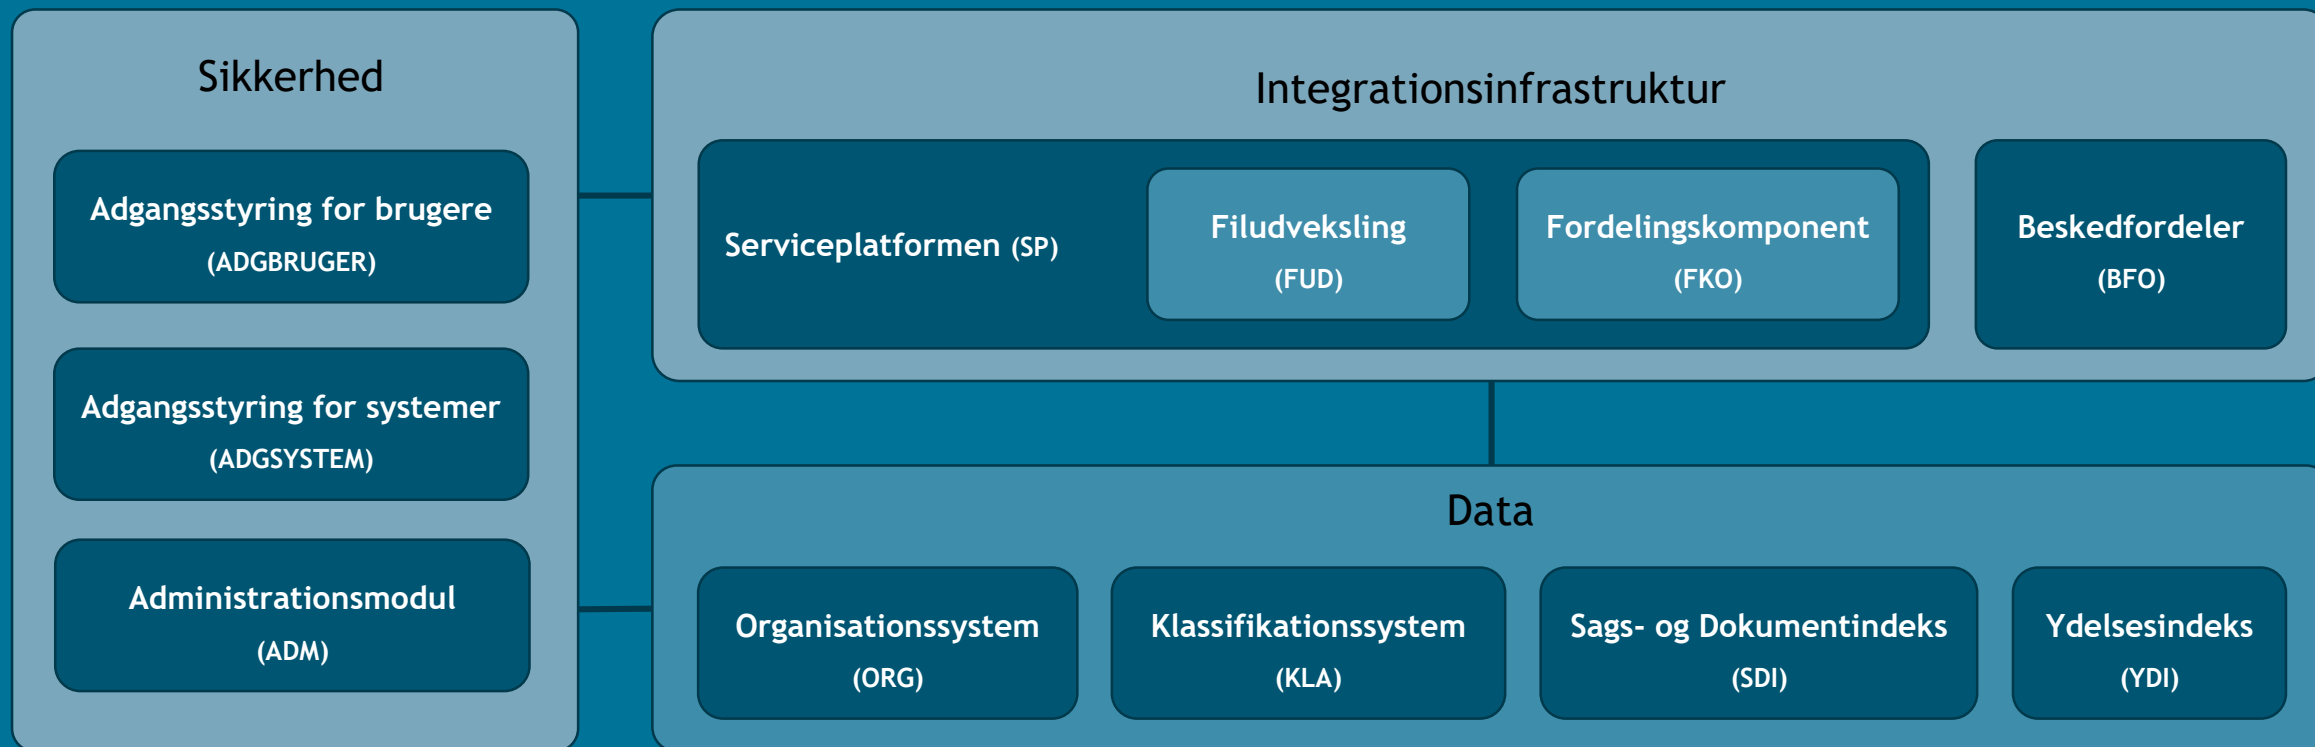 Sikkerhed
Adgangsstyring for brugere
(ADGBRUGER)
Adgangsstyring for systemer
(ADGSYSTEM)
Administrationsmodul
(ADM)
Integrationsinfrastruktur
Serviceplatformen (SP)
Filudveksling
(FUD)
Fordelingskomponent
(FKO)
Beskedfordeler
(BFO)
Data
Organisationssystem
(ORG)
Klassifikationssystem
(KLA)
Sags- og Dokumentindeks
(SDI)
Ydelsesindeks
(YDI)